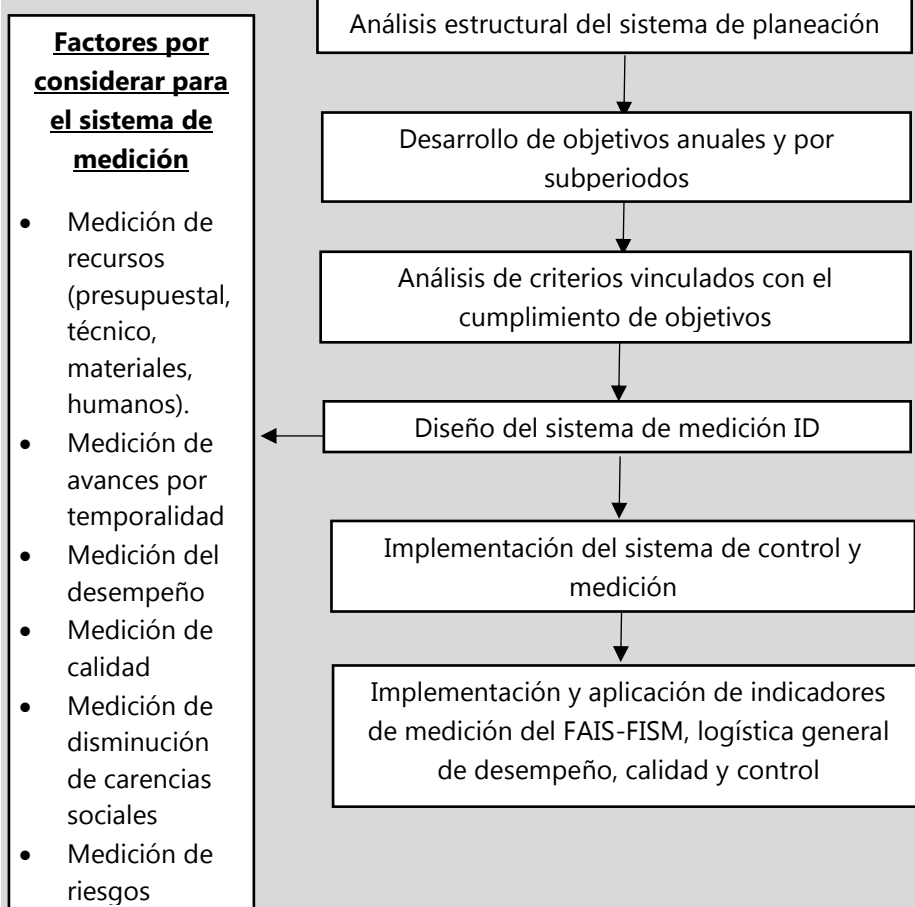 Factores por
considerar para
el sistema de
medición
• Medición de
recursos
(presupuestal,
técnico,
materiales,
humanos).
• Medición de
avances por
temporalidad
• Medición del
desempeño
• Medición de
calidad
• Medición de
disminución
de carencias
sociales
• Medición de
riesgos
Análisis estructural del sistema de planeación
Desarrollo de objetivos anuales y por
subperiodos
Análisis de criterios vinculados con el
cumplimiento de objetivos
Diseño del sistema de medición ID
Implementación del sistema de control y
medición
Implementación y aplicación de indicadores
de medición del FAIS-FISM, logística general
de desempeño, calidad y control